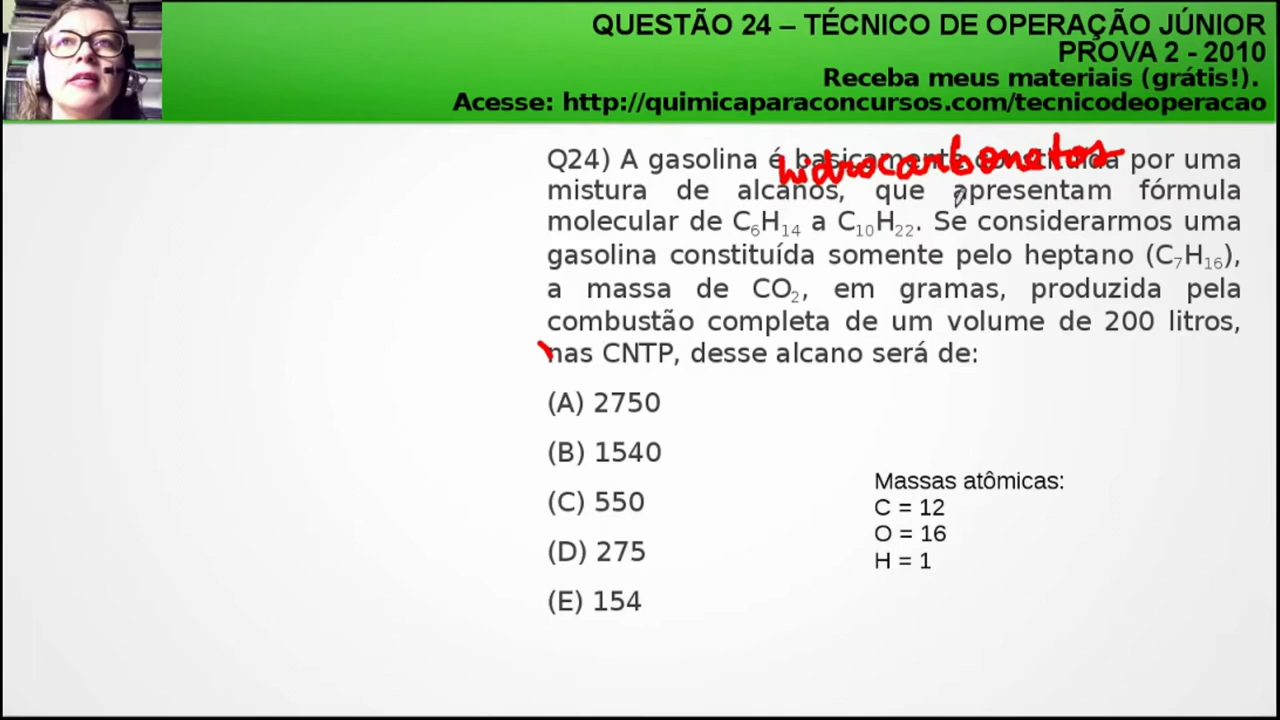 QUESTÃO 24 – TÉCNICO DE OPERAÇÃO JÚNIOR
PROVA 2 - 2010
Receba meus materiais (grátis!).
Acesse: http://quimicaparaconcursos.com/tecnicodeoperacao
hidrocarbonetos
Q24) A gasolina é basicamente constituída por uma
mistura de alcanos, que apresentam fórmula
molecular de C₆H₁₄ a C₁₀H₂₂. Se considerarmos uma
gasolina constituída somente pelo heptano (C₇H₁₆),
a massa de CO₂, em gramas, produzida pela
combustão completa de um volume de 200 litros,
nas CNTP, desse alcano será de:
(A) 2750
(B) 1540
(C) 550
(D) 275
(E) 154
Massas atômicas:
C = 12
O = 16
H = 1